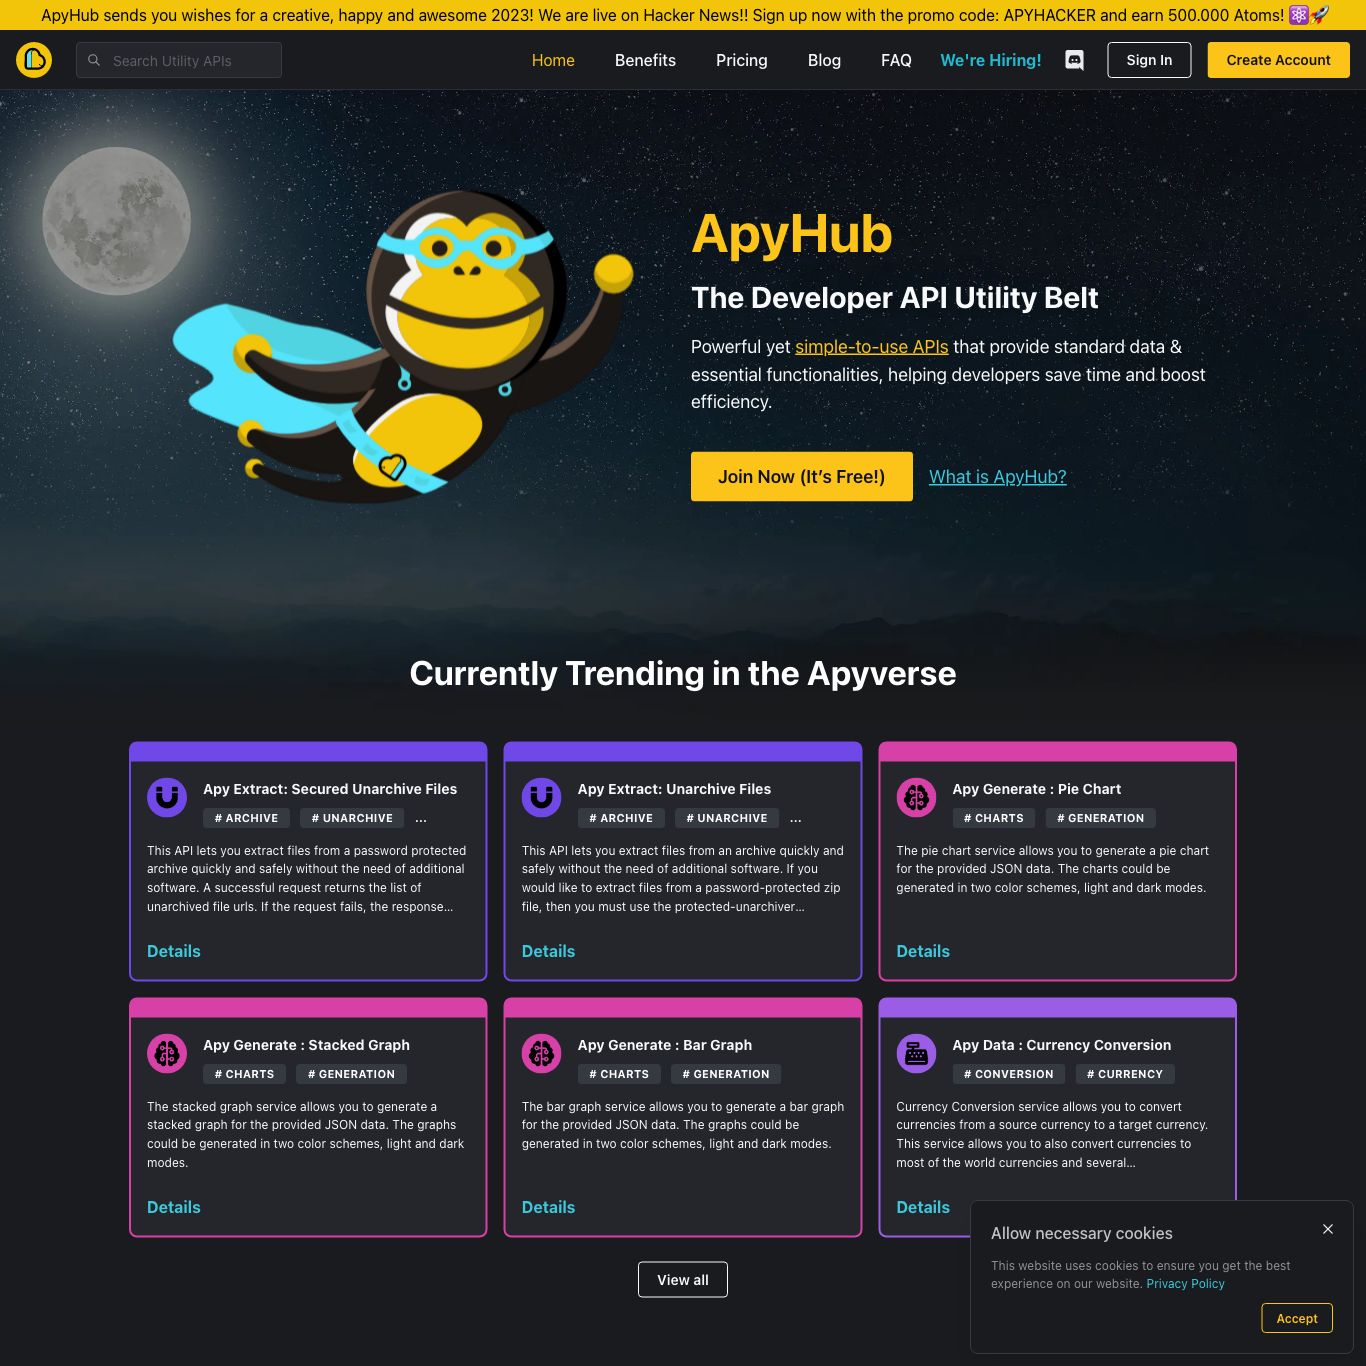 ApyHub sends you wishes for a creative, happy and awesome 2023! We are live on Hacker News!! Sign up now with the promo code: APYHACKER and earn 500.000 Atoms! ⚛️🚀
Search Utility APIs
Home
Benefits
Pricing
Blog
FAQ
We're Hiring!
Sign In
Create Account
ApyHub
The Developer API Utility Belt
Powerful yet simple-to-use APIs that provide standard data &
essential functionalities, helping developers save time and boost
efficiency.
Join Now (It’s Free!)
What is ApyHub?
Currently Trending in the Apyverse
Apy Extract: Secured Unarchive Files
# ARCHIVE
# UNARCHIVE
...
This API lets you extract files from a password protected
archive quickly and safely without the need of additional
software. A successful request returns the list of
unarchived file urls. If the request fails, the response...
Details
Apy Extract: Unarchive Files
# ARCHIVE
# UNARCHIVE
...
This API lets you extract files from an archive quickly and
safely without the need of additional software. If you
would like to extract files from a password-protected zip
file, then you must use the protected-unarchiver...
Details
Apy Generate : Pie Chart
# CHARTS
# GENERATION
The pie chart service allows you to generate a pie chart
for the provided JSON data. The charts could be
generated in two color schemes, light and dark modes.
Details
Apy Generate : Stacked Graph
# CHARTS
# GENERATION
The stacked graph service allows you to generate a
stacked graph for the provided JSON data. The graphs
could be generated in two color schemes, light and dark
modes.
Details
Apy Generate : Bar Graph
# CHARTS
# GENERATION
The bar graph service allows you to generate a bar graph
for the provided JSON data. The graphs could be
generated in two color schemes, light and dark modes.
Details
Apy Data : Currency Conversion
# CONVERSION
# CURRENCY
Currency Conversion service allows you to convert
currencies from a source currency to a target currency.
This service allows you to also convert currencies to
most of the world currencies and several...
Details
View all
Allow necessary cookies
This website uses cookies to ensure you get the best
experience on our website. Privacy Policy
Accept